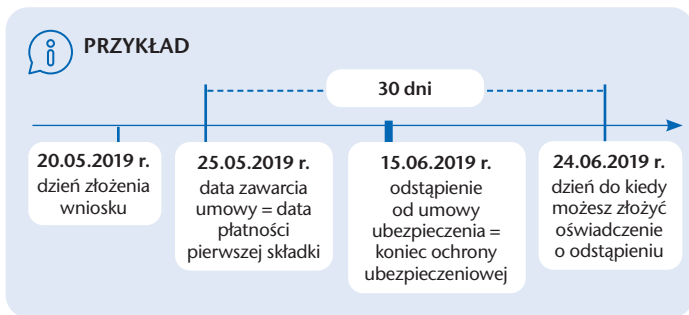 PRZYKŁAD
30 dni
20.05.2019 r.
dzień złożenia
wniosku
25.05.2019 r.
data zawarcia
umowy = data
płatności
pierwszej składki
15.06.2019 r.
odstąpienie
od umowy
ubezpieczenia =
koniec ochrony
ubezpieczeniowej
24.06.2019 r.
dzień do kiedy
możesz złożyć
oświadczenie
o odstąpieniu